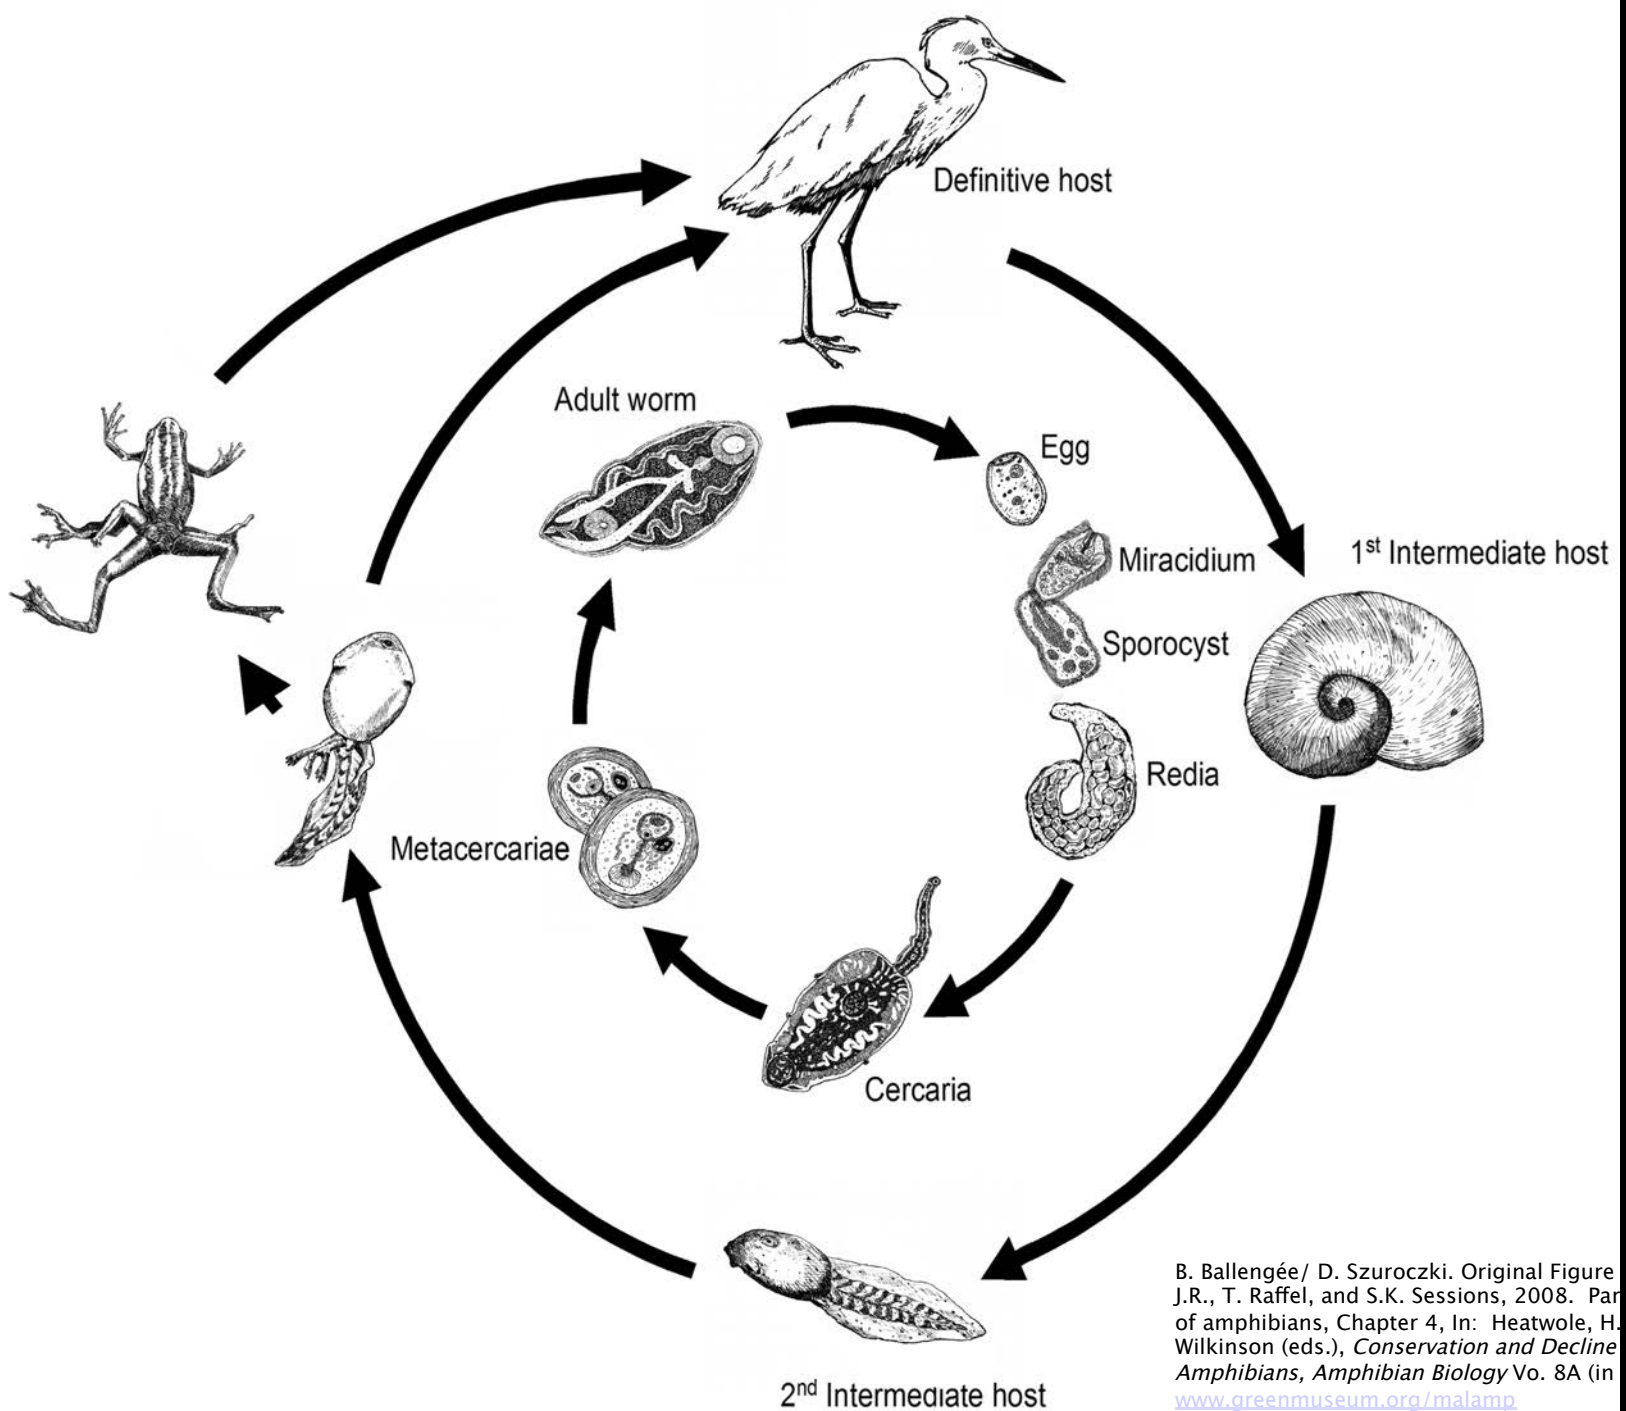 Definitive host
Adult worm
Egg
Miracidium
1st Intermediate host
Sporocyst
Redia
Metacercariae
Cercaria
2nd Intermediate host
B. Ballengée/ D. Szuroczki. Original Figure
J.R., T. Raffel, and S.K. Sessions, 2008. Par
of amphibians, Chapter 4, In: Heatwole, H.
Wilkinson (eds.), Conservation and Decline
Amphibians, Amphibian Biology Vo. 8A (in
www.greenmuseum.org/malamp